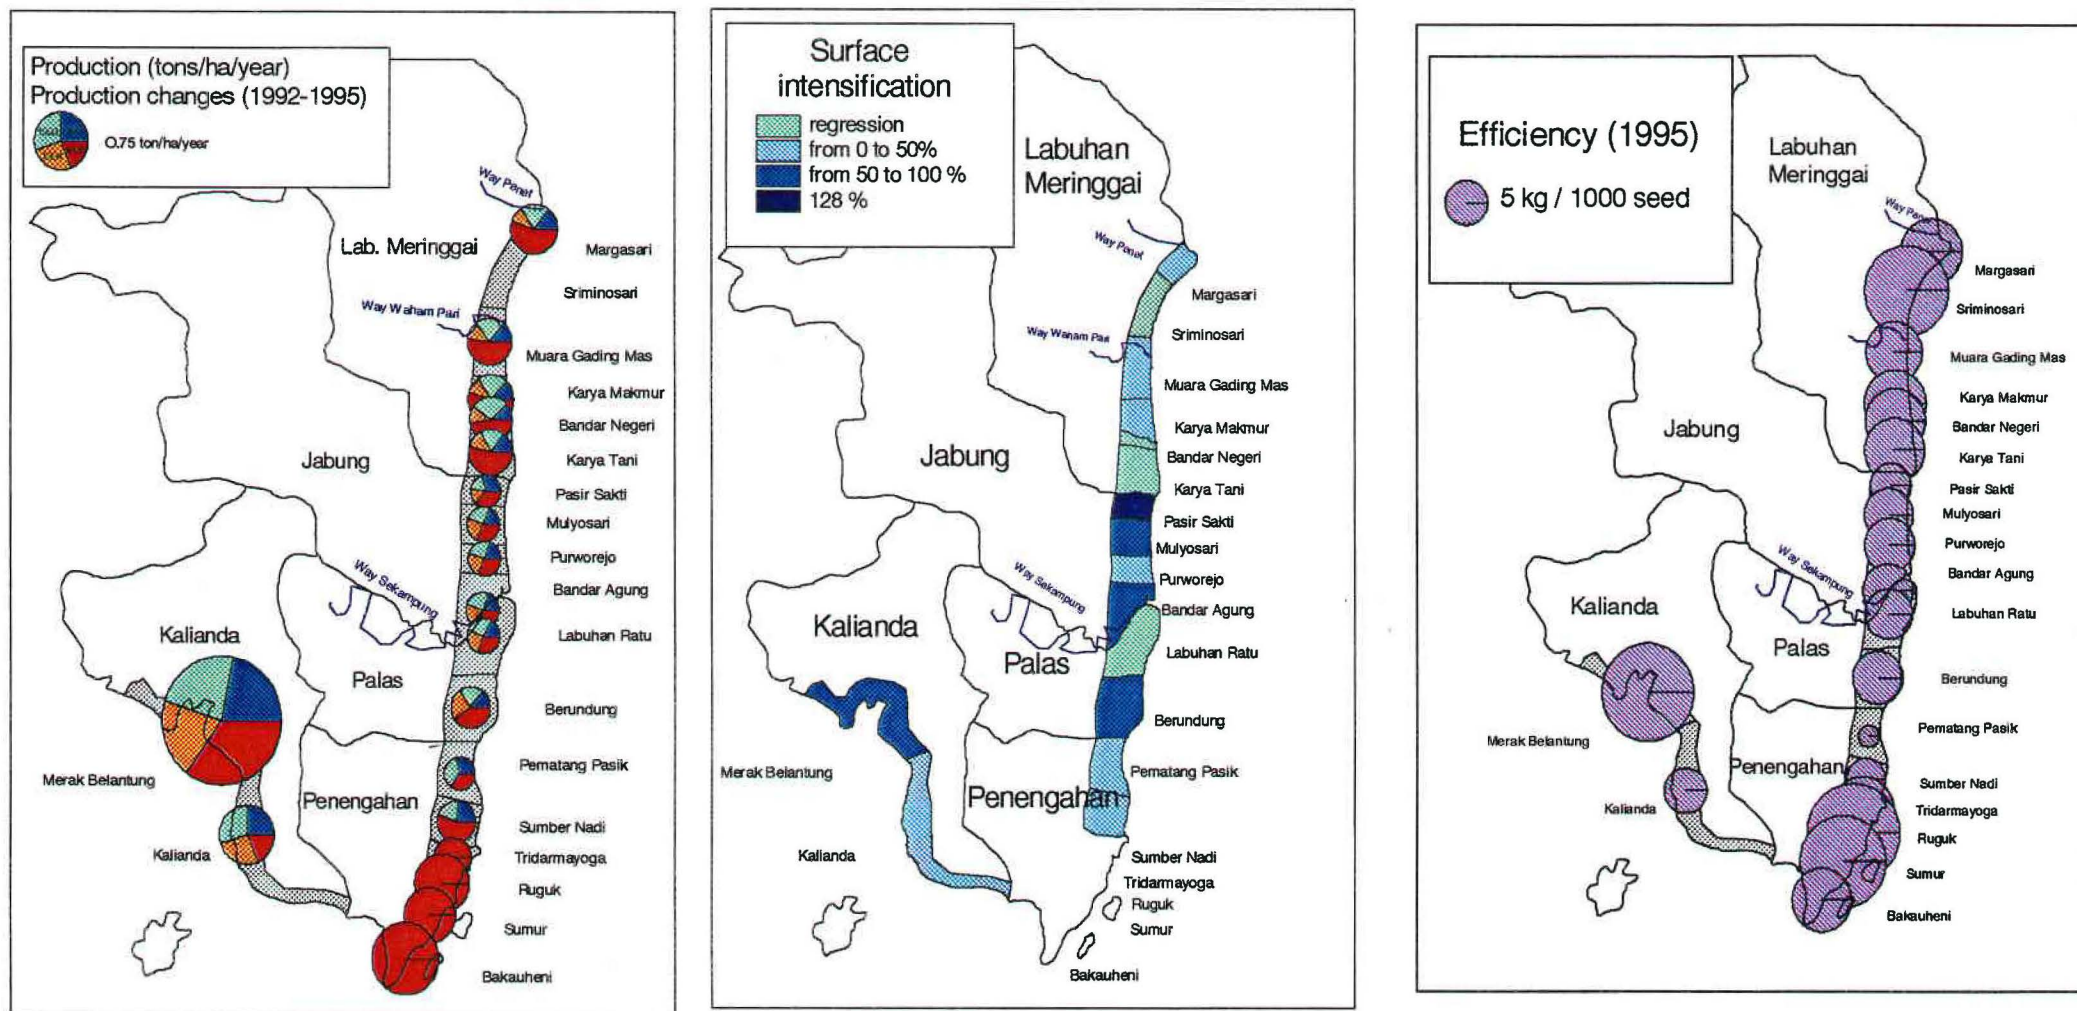 Production (tons/ha/year)
Production changes (1992-1995)
0.75 ton/ha/year
Way Penet
Lab. Meringgai
Margasari
Sriminosari
Way Waham Pari
Muara Gading Mas
Karya Makmur
Bandar Negeri
Jabung
Karya Tani
Pasir Sakti
Mulyosari
Purworejo
Way Sekampung
Bandar Agung
Kalianda
Labuhan Ratu
Palas
Berundung
Merak Belantung
Pematang Pasik
Penengahan
Sumber Nadi
Kalianda
Tridarmayoga
Ruguk
Sumur
Bakauheni
Surface
intensification
regression
from 0 to 50%
from 50 to 100 %
128 %
Labuhan
Meringgai
Way Penet
Margasari
Way Wanam Pari
Sriminosari
Muara Gading Mas
Karya Makmur
Jabung
Bandar Negeri
Karya Tani
Pasir Sakti
Mulyosari
Way Sekampung
Purworejo
Bandar Agung
Kalianda
Labuhan Ratu
Palas
Berundung
Merak Belantung
Pematang Pasik
Penengahan
Kalianda
Sumber Nadi
Tridarmayoga
Ruguk
Sumur
Bakauheni
Efficiency (1995)
5 kg / 1000 seed
Labuhan
Meringgai
Way Penet
Margasari
Sriminosari
Muara Gading Mas
Karya Makmur
Jabung
Bandar Negeri
Karya Tani
Pasir Sakti
Mulyosari
Purworejo
Way Sekampung
Bandar Agung
Kalianda
Labuhan Ratu
Palas
Berundung
Merak Belantung
Pematang Pasik
Penengahan
Sumber Nadi
Kalianda
Tridarmayoga
Ruguk
Sumur
Bakauheni